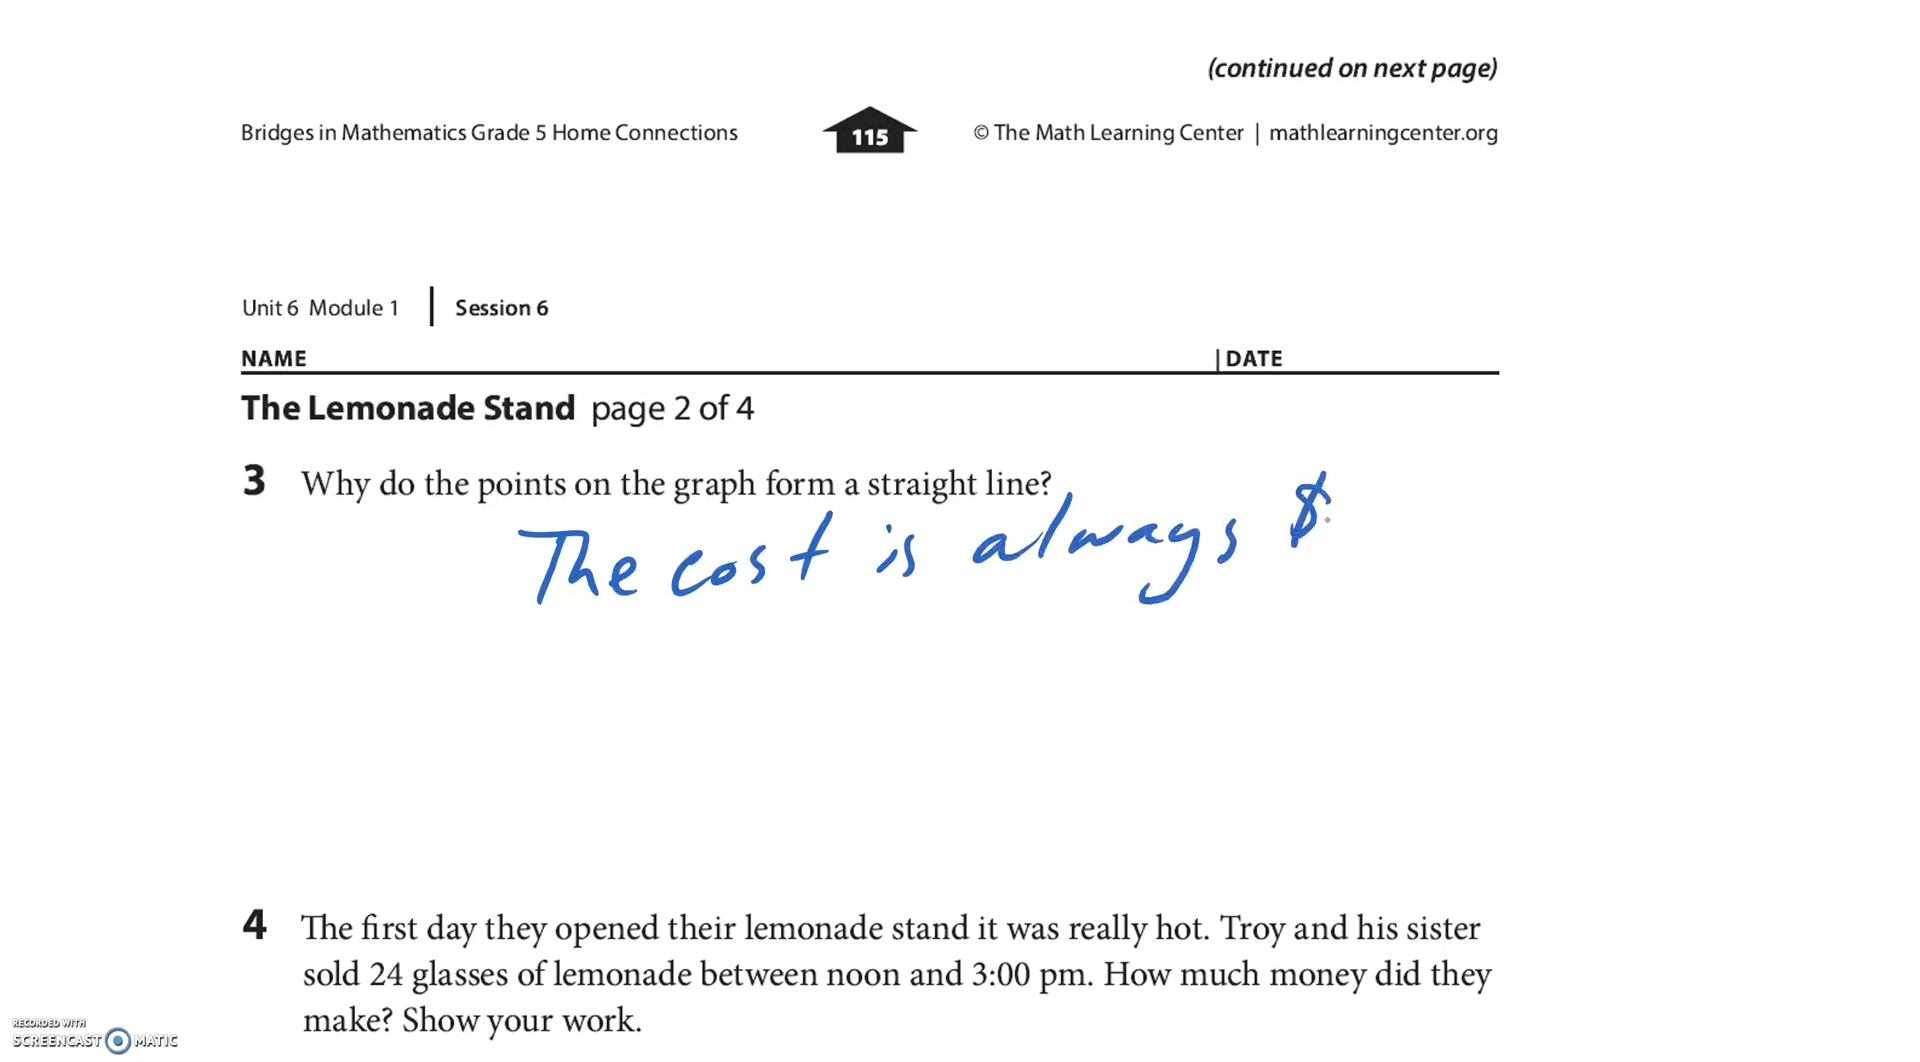 (continued on next page)
Bridges in Mathematics Grade 5 Home Connections 115 © The Math Learning Center | mathlearningcenter.org
Unit 6 Module 1 | Session 6
NAME | DATE
The Lemonade Stand page 2 of 4
3 Why do the points on the graph form a straight line?
The cost is always $
4 The first day they opened their lemonade stand it was really hot. Troy and his sister
sold 24 glasses of lemonade between noon and 3:00 pm. How much money did they
make? Show your work.
RECORDED WITH
SCREENCAST MATIC